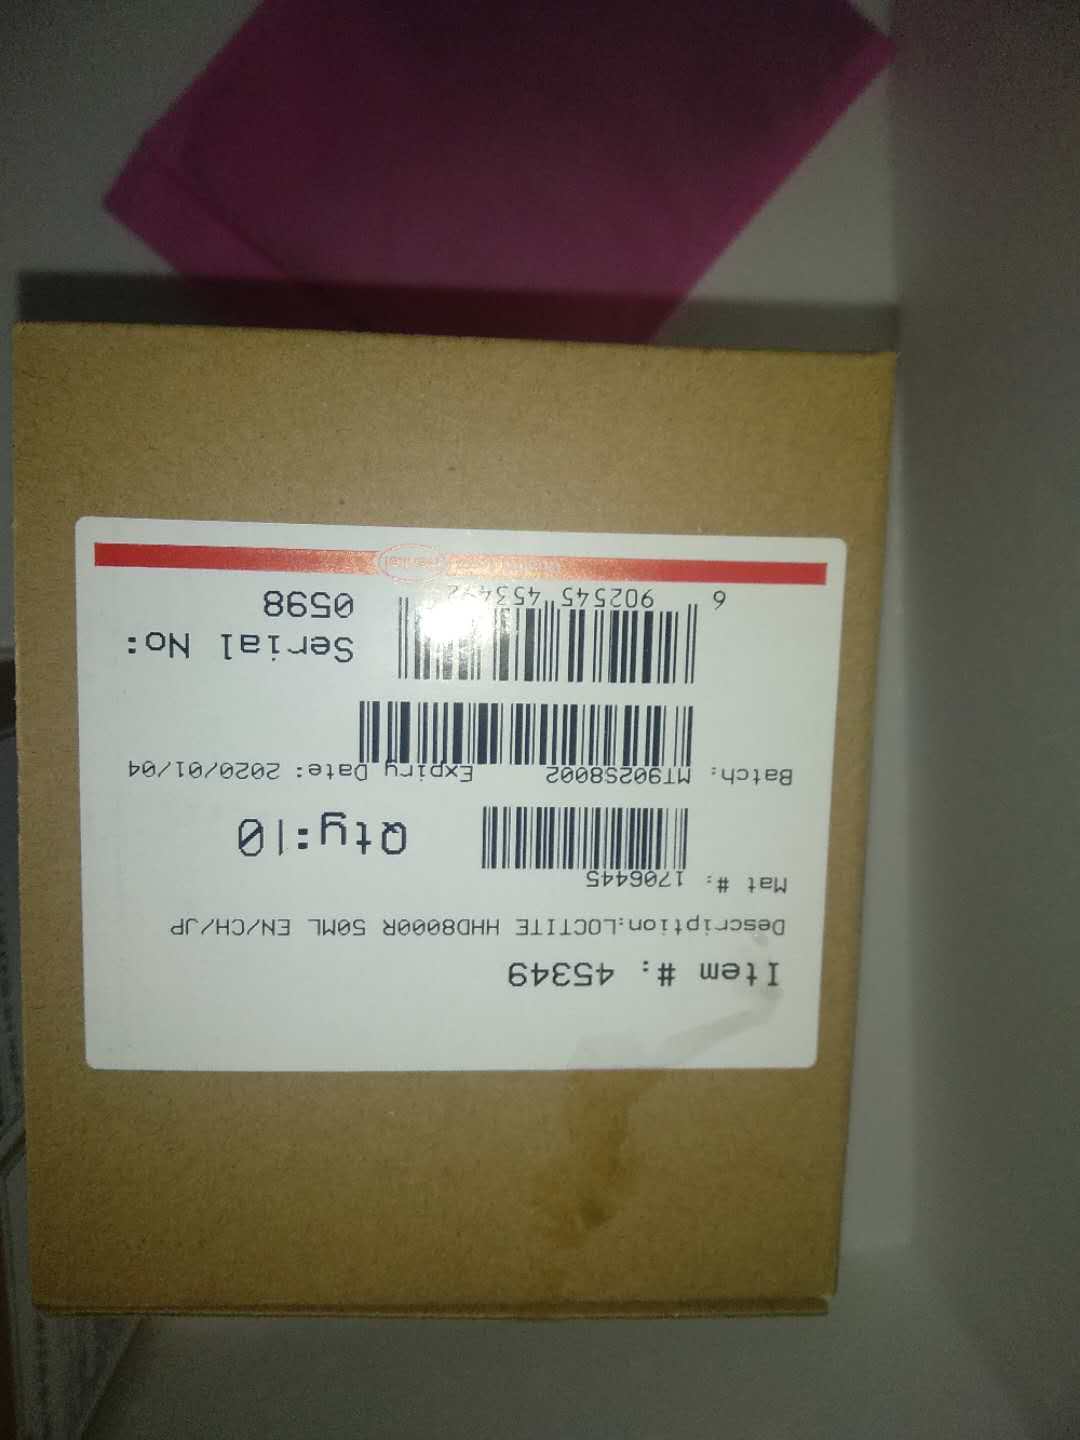 Item #: 45349
Description:LOCTITE HHD8000R 50ML EN/CH/JP
Mat #: 1706445
Qty:10
Batch: MT902S8002 Expiry Date: 2020/01/04
Serial No:
0598
6 902545 453492
Henkel